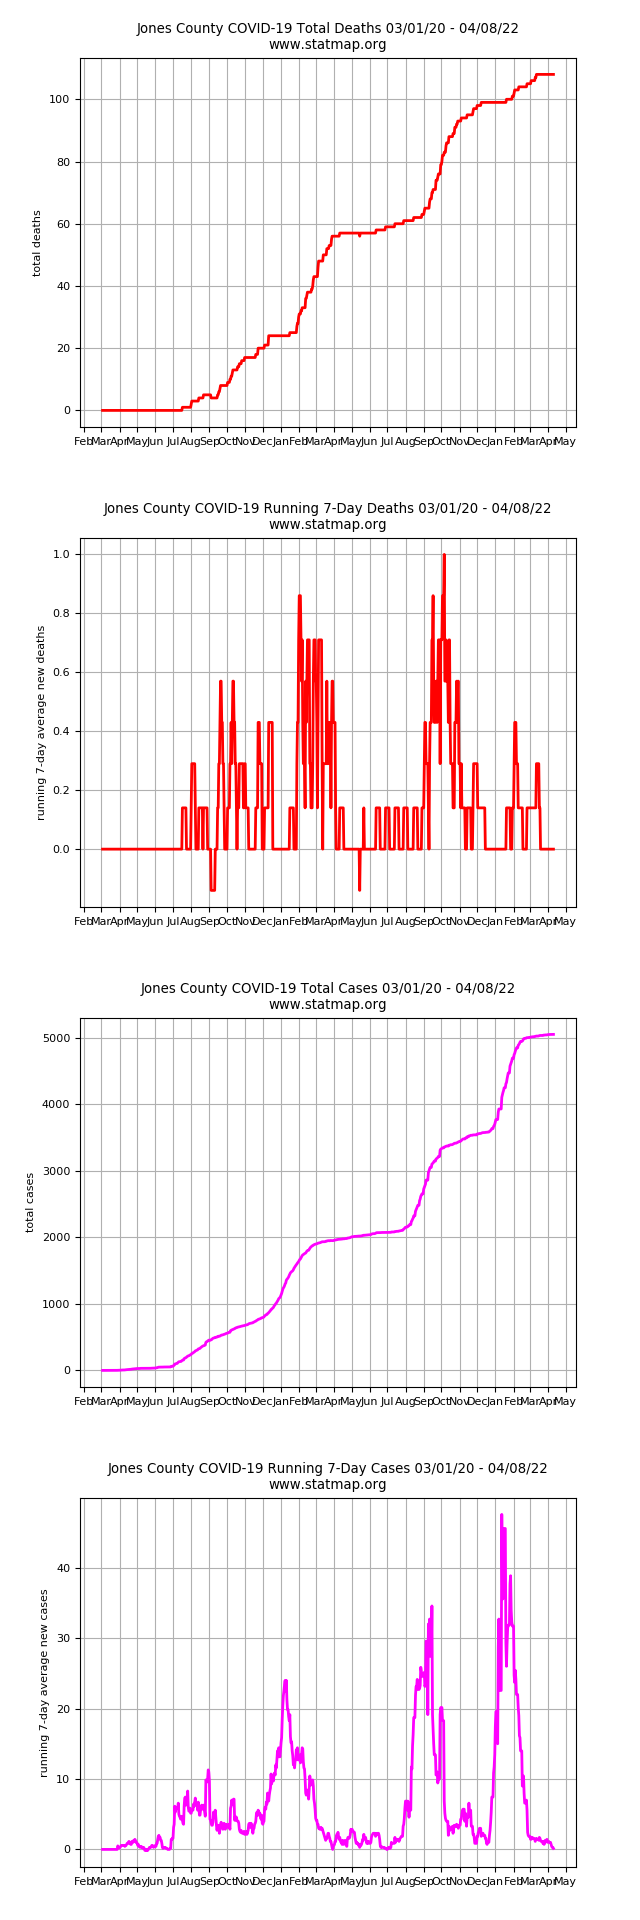 Jones County COVID-19 Total Deaths 03/01/20 - 04/08/22
www.statmap.org
total deaths
100
80
60
40
20
0
Feb Mar Apr May Jun Jul Aug Sep Oct Nov Dec Jan Feb Mar Apr May Jun Jul Aug Sep Oct Nov Dec Jan Feb Mar Apr May
Jones County COVID-19 Running 7-Day Deaths 03/01/20 - 04/08/22
www.statmap.org
running 7-day average new deaths
1.0
0.8
0.6
0.4
0.2
0.0
Feb Mar Apr May Jun Jul Aug Sep Oct Nov Dec Jan Feb Mar Apr May Jun Jul Aug Sep Oct Nov Dec Jan Feb Mar Apr May
Jones County COVID-19 Total Cases 03/01/20 - 04/08/22
www.statmap.org
total cases
5000
4000
3000
2000
1000
0
Feb Mar Apr May Jun Jul Aug Sep Oct Nov Dec Jan Feb Mar Apr May Jun Jul Aug Sep Oct Nov Dec Jan Feb Mar Apr May
Jones County COVID-19 Running 7-Day Cases 03/01/20 - 04/08/22
www.statmap.org
running 7-day average new cases
40
30
20
10
0
Feb Mar Apr May Jun Jul Aug Sep Oct Nov Dec Jan Feb Mar Apr May Jun Jul Aug Sep Oct Nov Dec Jan Feb Mar Apr May